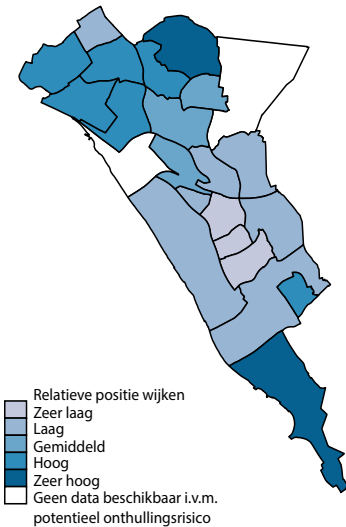 Relatieve positie wijken
Zeer laag
Laag
Gemiddeld
Hoog
Zeer hoog
Geen data beschikbaar i.v.m.
potentieel onthullingsrisico